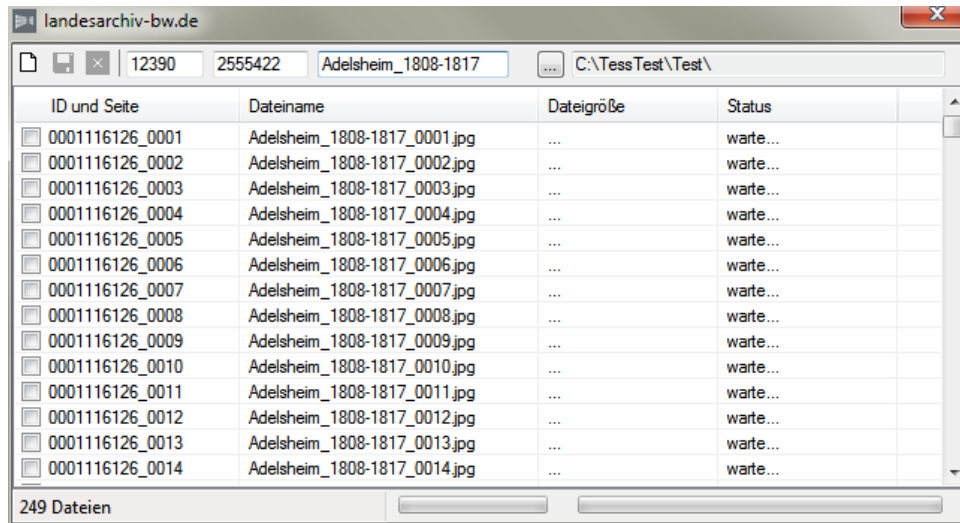 landesarchiv-bw.de
12390 2555422 Adelsheim_1808-1817 ... C:\TessTest\Test\
ID und Seite Dateiname Dateigröße Status
0001116126_0001 Adelsheim_1808-1817_0001.jpg ... warte...
0001116126_0002 Adelsheim_1808-1817_0002.jpg ... warte...
0001116126_0003 Adelsheim_1808-1817_0003.jpg ... warte...
0001116126_0004 Adelsheim_1808-1817_0004.jpg ... warte...
0001116126_0005 Adelsheim_1808-1817_0005.jpg ... warte...
0001116126_0006 Adelsheim_1808-1817_0006.jpg ... warte...
0001116126_0007 Adelsheim_1808-1817_0007.jpg ... warte...
0001116126_0008 Adelsheim_1808-1817_0008.jpg ... warte...
0001116126_0009 Adelsheim_1808-1817_0009.jpg ... warte...
0001116126_0010 Adelsheim_1808-1817_0010.jpg ... warte...
0001116126_0011 Adelsheim_1808-1817_0011.jpg ... warte...
0001116126_0012 Adelsheim_1808-1817_0012.jpg ... warte...
0001116126_0013 Adelsheim_1808-1817_0013.jpg ... warte...
0001116126_0014 Adelsheim_1808-1817_0014.jpg ... warte...
249 Dateien